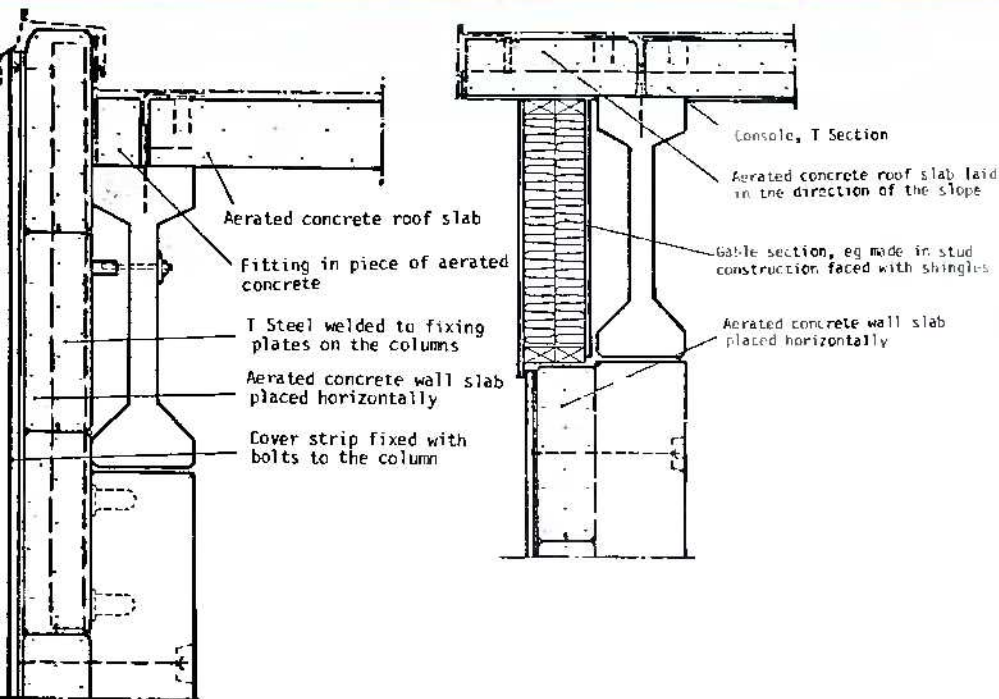 Aerated concrete roof slab
Fitting in piece of aerated
concrete
T Steel welded to fixing
plates on the columns
Aerated concrete wall slab
placed horizontally
Cover strip fixed with
bolts to the column
Console, T Section
Aerated concrete roof slab laid
in the direction of the slope
Gable section, eg made in stud
construction faced with shingles
Aerated concrete wall slab
placed horizontally